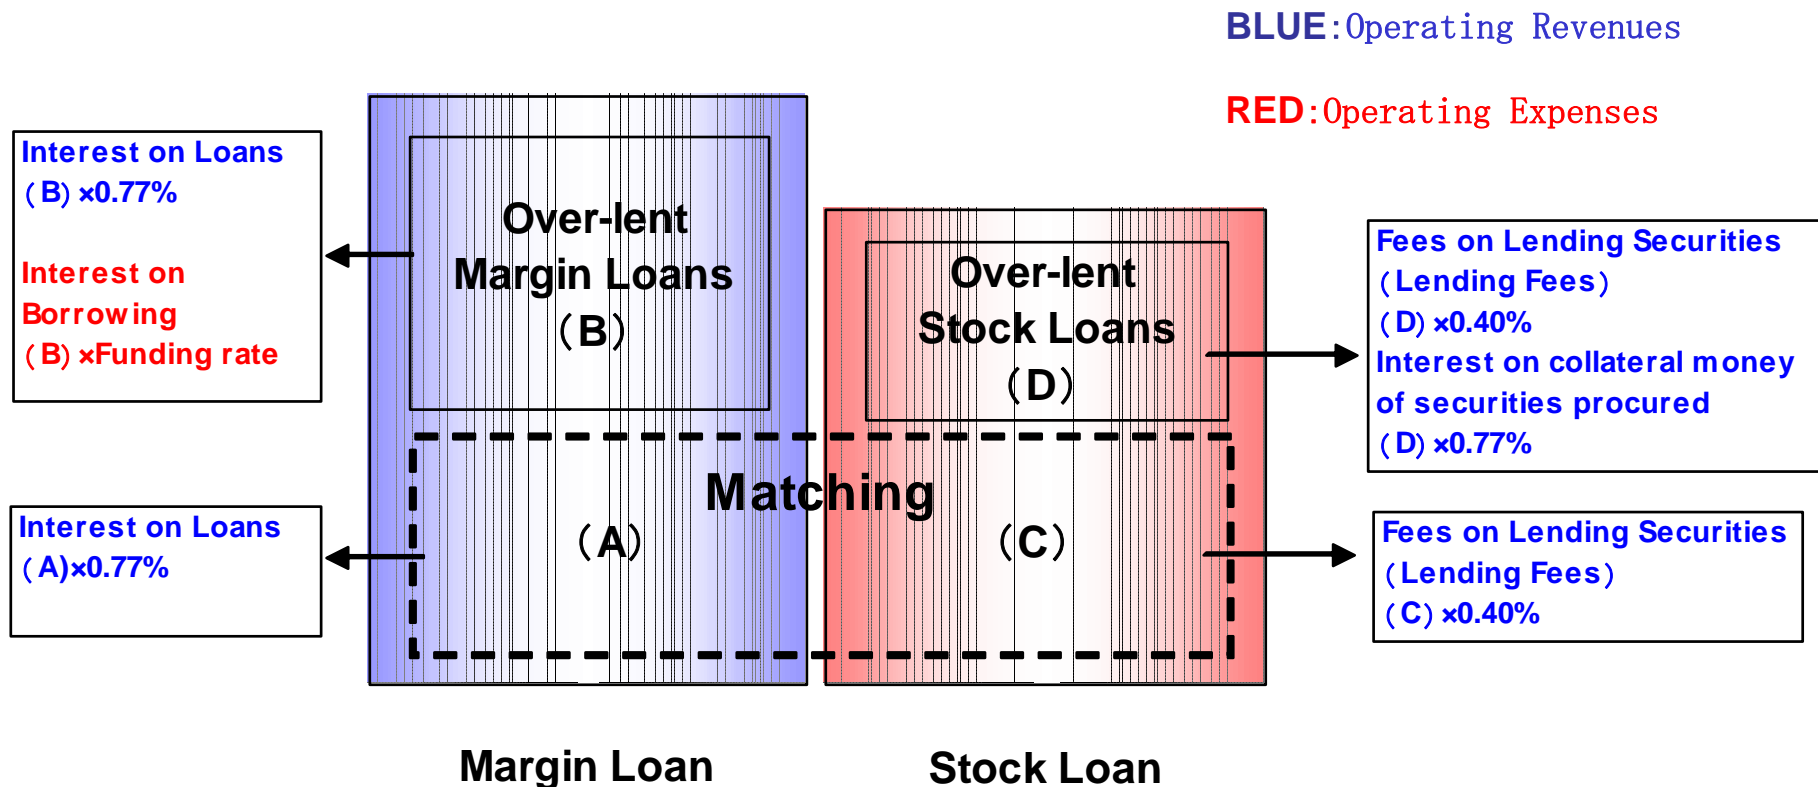 BLUE:Operating Revenues
RED:Operating Expenses
Interest on Loans
(B)×0.77%
Interest on
Borrowing
(B)×Funding rate
Over-lent
Margin Loans
(B)
Over-lent
Stock Loans
(D)
Fees on Lending Securities
(Lending Fees)
(D)×0.40%
Interest on collateral money
of securities procured
(D)×0.77%
Matching
Interest on Loans
(A)×0.77%
(A)
(C)
Fees on Lending Securities
(Lending Fees)
(C)×0.40%
Margin Loan
Stock Loan